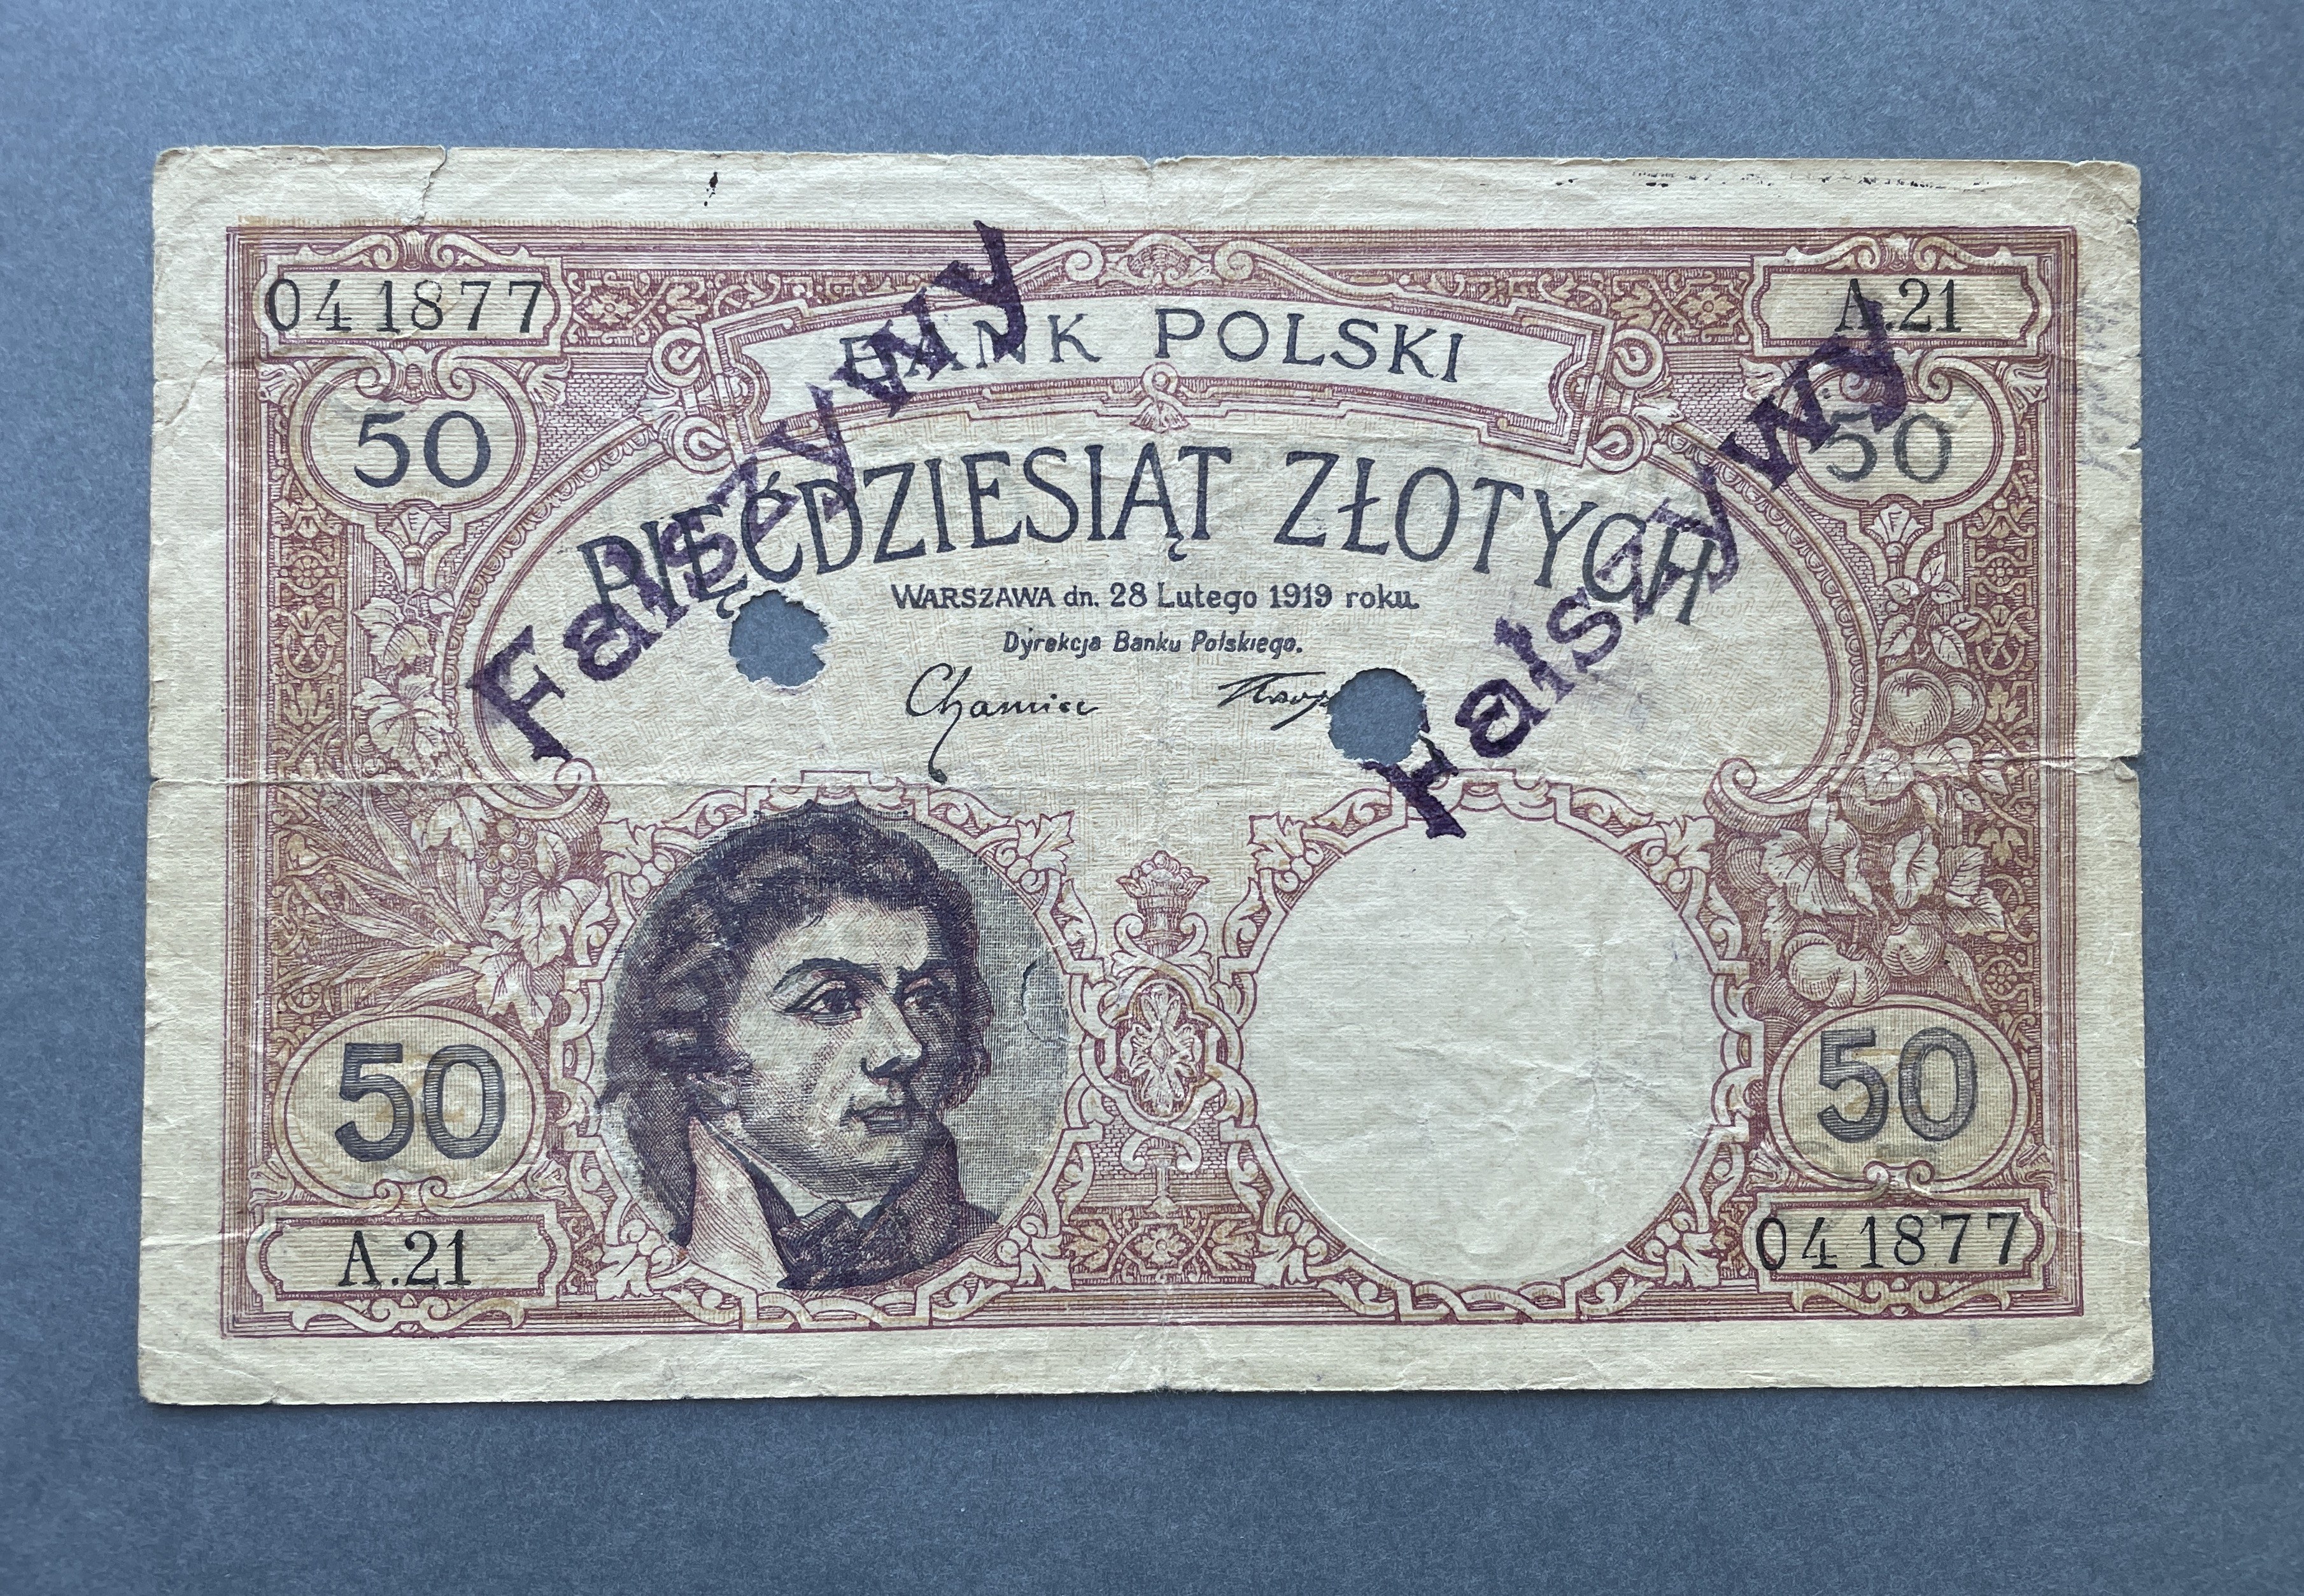 041877
A.21
BANK POLSKI
50
50
PIĘĆDZIESIĄT ZŁOTYCH
WARSZAWA dn. 28 Lutego 1919 roku.
Dyrekcja Banku Polskiego.
Chamiec
Fałszywy
Fałszywy
50
50
A.21
041877